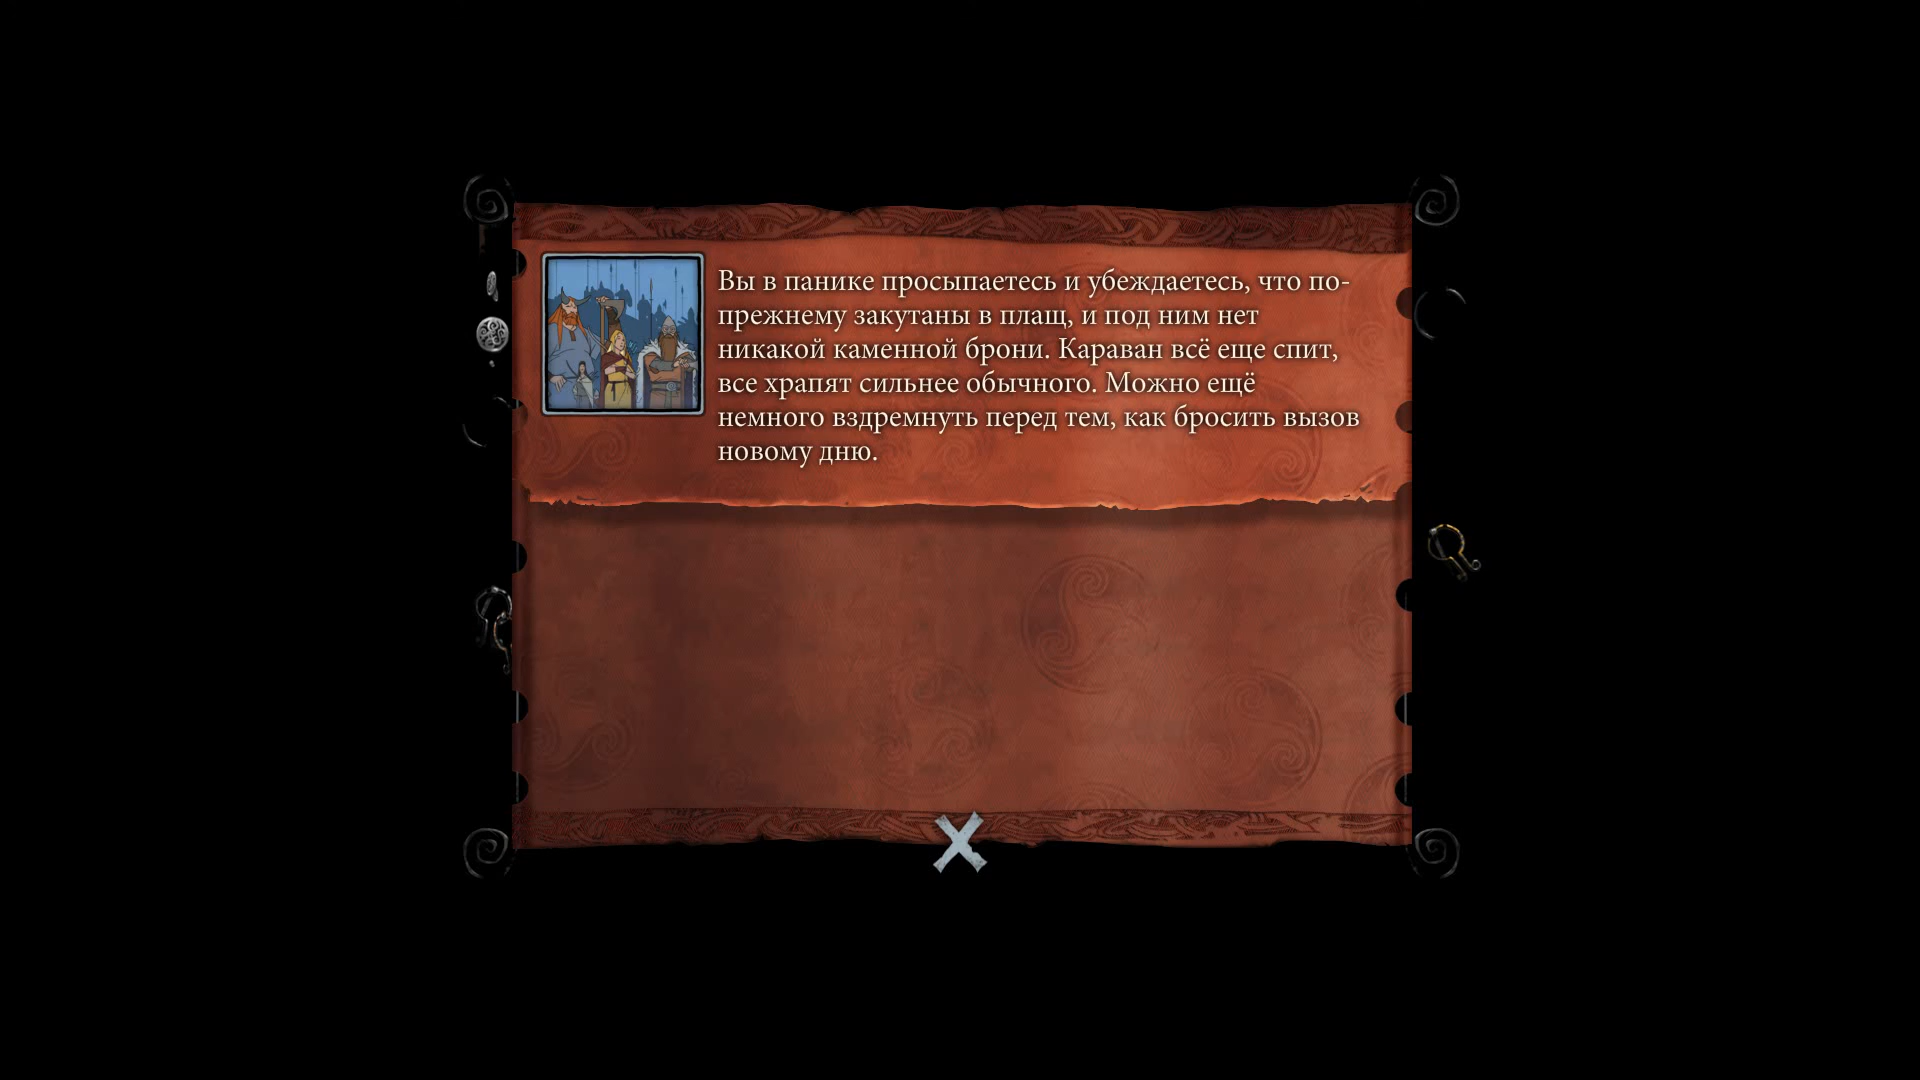 Вы в панике просыпаетесь и убеждаетесь, что по-
прежнему закутаны в плащ, и под ним нет
никакой каменной брони. Караван всё еще спит,
все храпят сильнее обычного. Можно ещё
немного вздремнуть перед тем, как бросить вызов
новому дню.